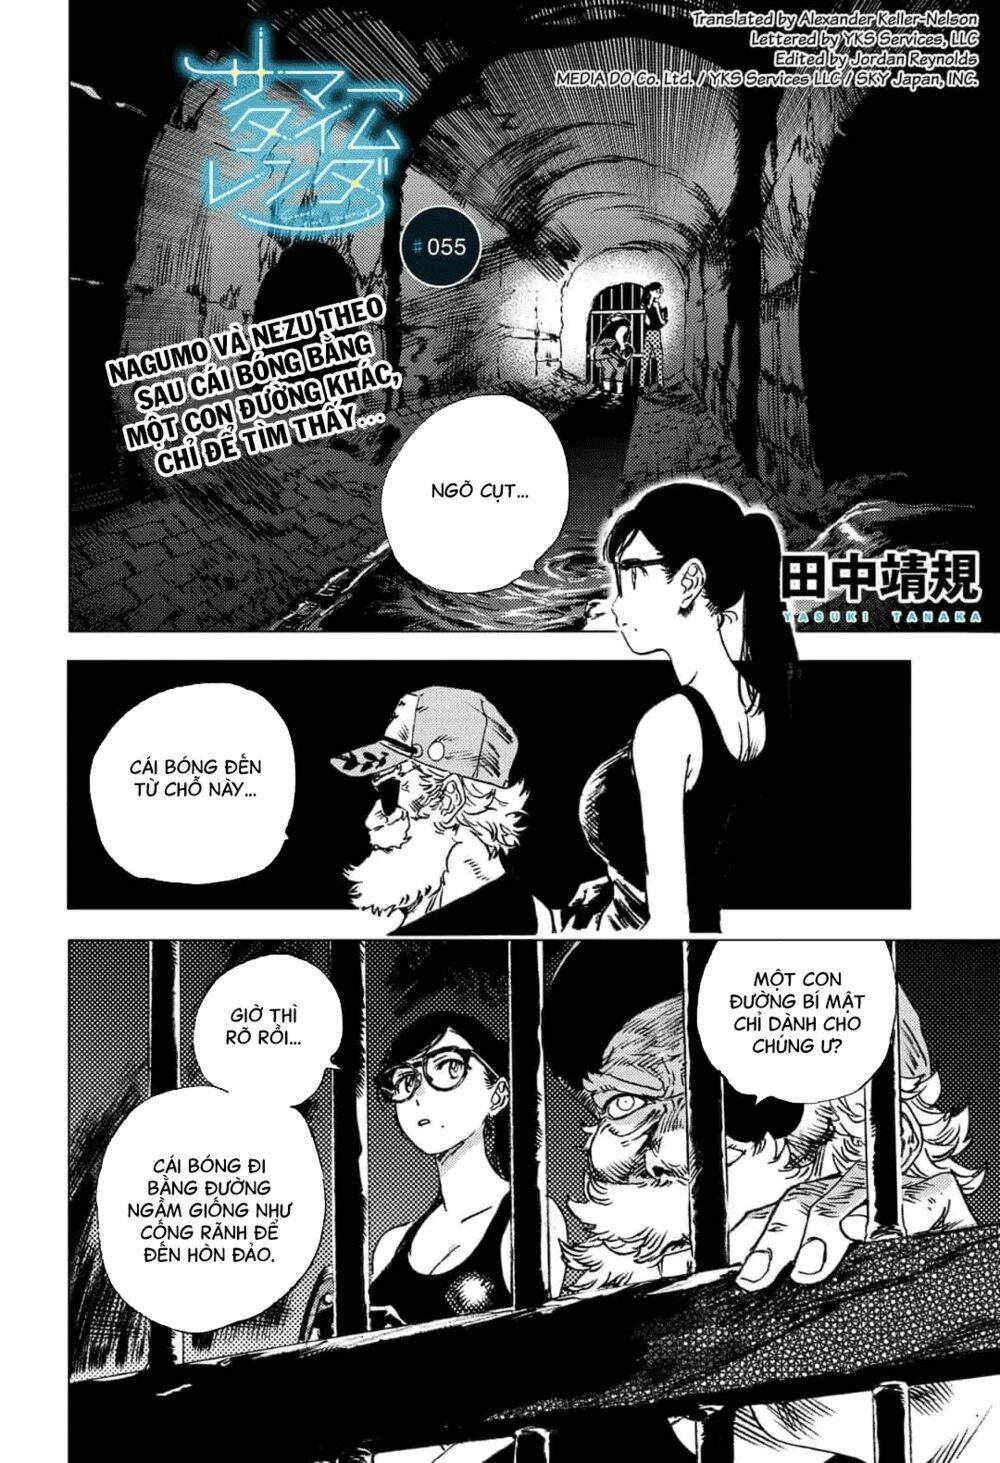 Translated by Alexander Keller-Nelson
Lettered by YKS Services, LLC
Edited by Jordan Reynolds
MEDIA DO Co. Ltd. / YKS Services LLC / SKY Japan, INC.
サマー
タイム
レンダ
#055
NAGUMO VÀ NEZU THEO
SAU CÁI BÓNG BẰNG
MỘT CON ĐƯỜNG KHÁC,
CHỈ ĐỂ TÌM THẤY...
NGÕ CỤT...
田中靖規
YASUKI TANAKA
CÁI BÓNG ĐẾN
TỪ CHỖ NÀY...
MỘT CON
ĐƯỜNG BÍ MẬT
CHỈ DÀNH CHO
CHÚNG Ư?
GIỜ THÌ
RÕ RỒI...
CÁI BÓNG ĐI
BẰNG ĐƯỜNG
NGẦM GIỐNG NHƯ
CỐNG RÃNH ĐỂ
ĐẾN HÒN ĐẢO.